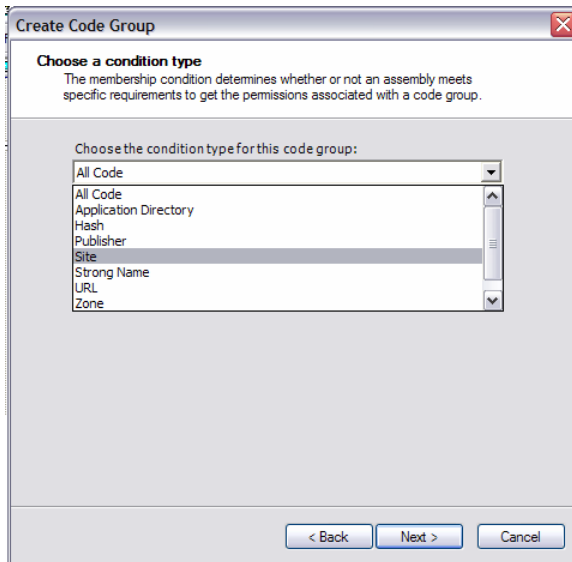 Create Code Group
Choose a condition type
The membership condition determines whether or not an assembly meets
specific requirements to get the permissions associated with a code group.
Choose the condition type for this code group:
All Code
All Code
Application Directory
Hash
Publisher
Site
Strong Name
URL
Zone
< Back Next > Cancel